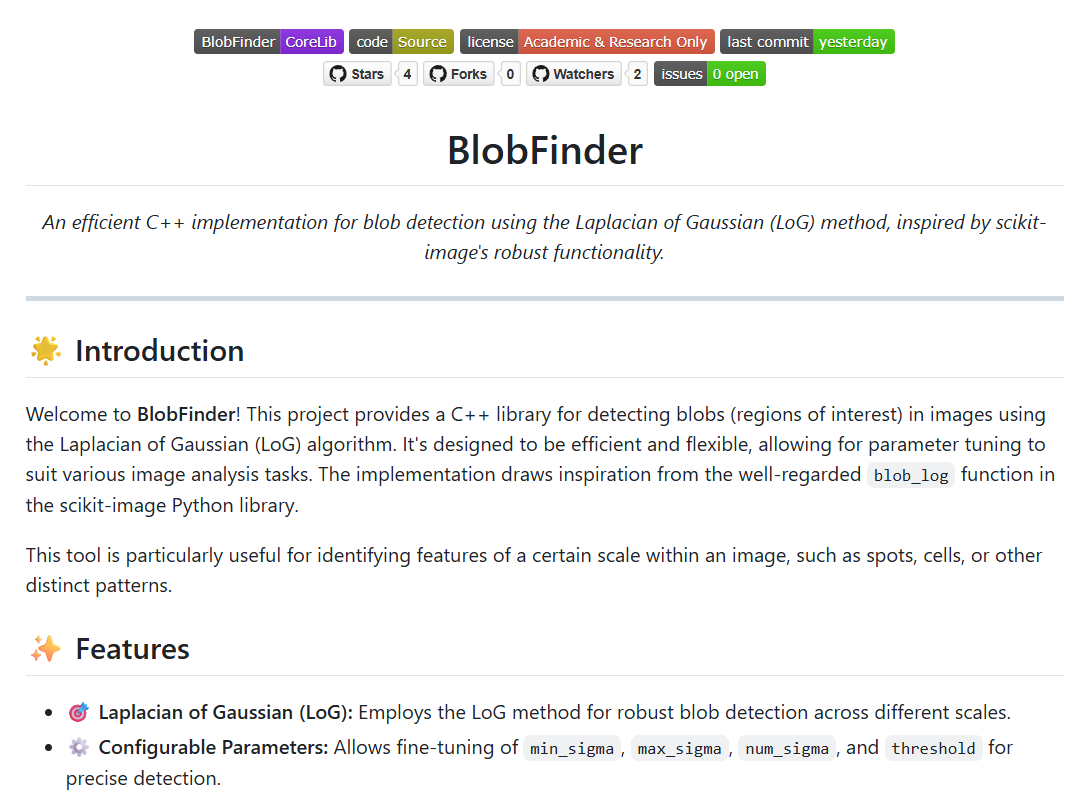 BlobFinder CoreLib code Source license Academic & Research Only last commit yesterday
Stars 4 Forks 0 Watchers 2 issues 0 open
BlobFinder
An efficient C++ implementation for blob detection using the Laplacian of Gaussian (LoG) method, inspired by scikit-
image's robust functionality.
🌟 Introduction
Welcome to BlobFinder! This project provides a C++ library for detecting blobs (regions of interest) in images using
the Laplacian of Gaussian (LoG) algorithm. It's designed to be efficient and flexible, allowing for parameter tuning to
suit various image analysis tasks. The implementation draws inspiration from the well-regarded blob_log function in
the scikit-image Python library.
This tool is particularly useful for identifying features of a certain scale within an image, such as spots, cells, or other
distinct patterns.
✨ Features
• 🎯 Laplacian of Gaussian (LoG): Employs the LoG method for robust blob detection across different scales.
• ⚙️ Configurable Parameters: Allows fine-tuning of min_sigma, max_sigma, num_sigma, and threshold for
precise detection.